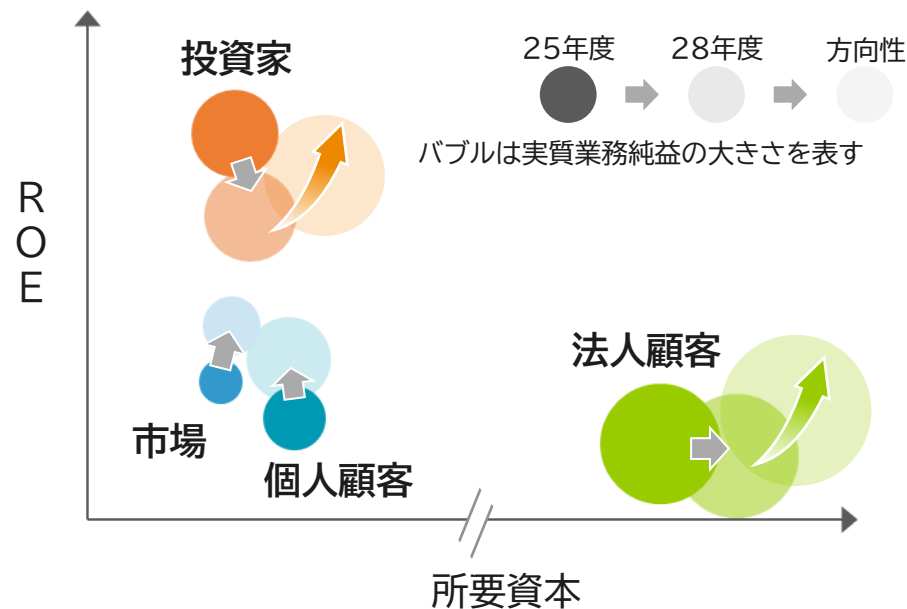 投資家
25年度
28年度
方向性
バブルは実質業務純益の大きさを表す
ROE
法人顧客
市場
個人顧客
所要資本